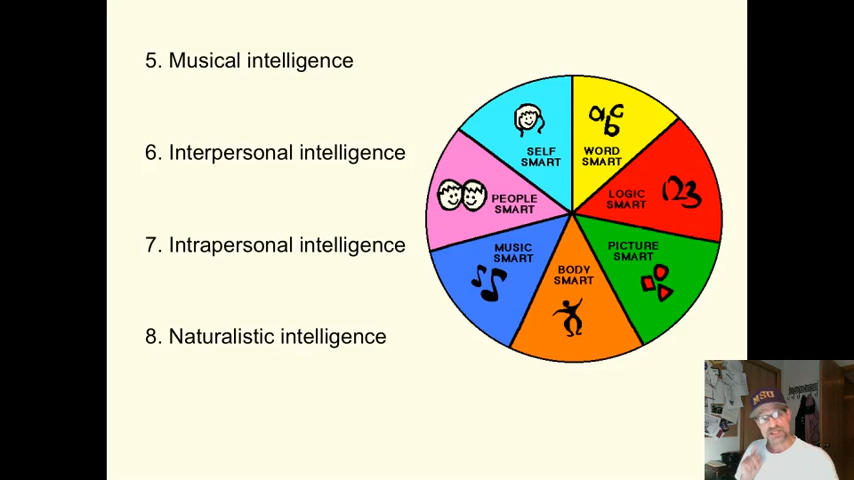 5. Musical intelligence
6. Interpersonal intelligence
7. Intrapersonal intelligence
8. Naturalistic intelligence
SELF
SMART
abc
WORD
SMART
LOGIC
SMART
123
PEOPLE
SMART
MUSIC
SMART
PICTURE
SMART
BODY
SMART
MSU